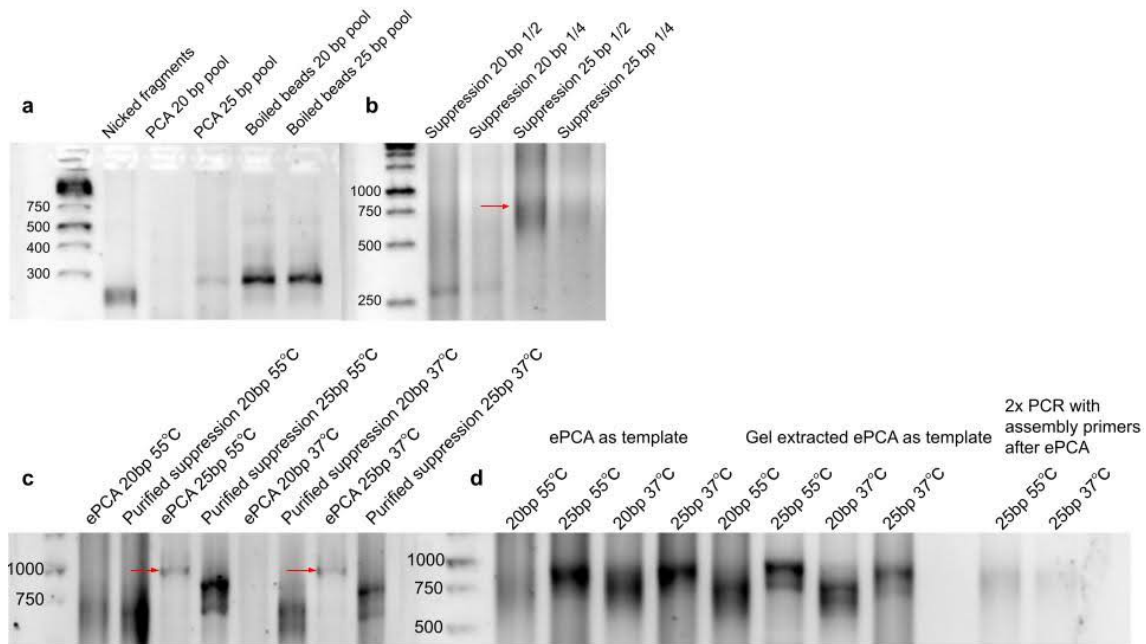 a
Nicked fragments
PCA 20 bp pool
PCA 25 bp pool
Boiled beads 20 bp pool
Boiled beads 25 bp pool
750
500
400
300
b
Suppression 20 bp 1/2
Suppression 20 bp 1/4
Suppression 25 bp 1/2
Suppression 25 bp 1/4
1000
750
500
250
c
ePCA 20bp 55°C
Purified suppression 20bp 55°C
ePCA 25bp 55°C
Purified suppression 25bp 55°C
ePCA 20bp 37°C
Purified suppression 20bp 37°C
ePCA 25bp 37°C
Purified suppression 25bp 37°C
1000
750
d
ePCA as template
20bp 55°C
25bp 55°C
20bp 37°C
25bp 37°C
Gel extracted ePCA as template
20bp 55°C
25bp 55°C
20bp 37°C
25bp 37°C
2x PCR with
assembly primers
after ePCA
25bp 55°C
25bp 37°C
1000
750
500